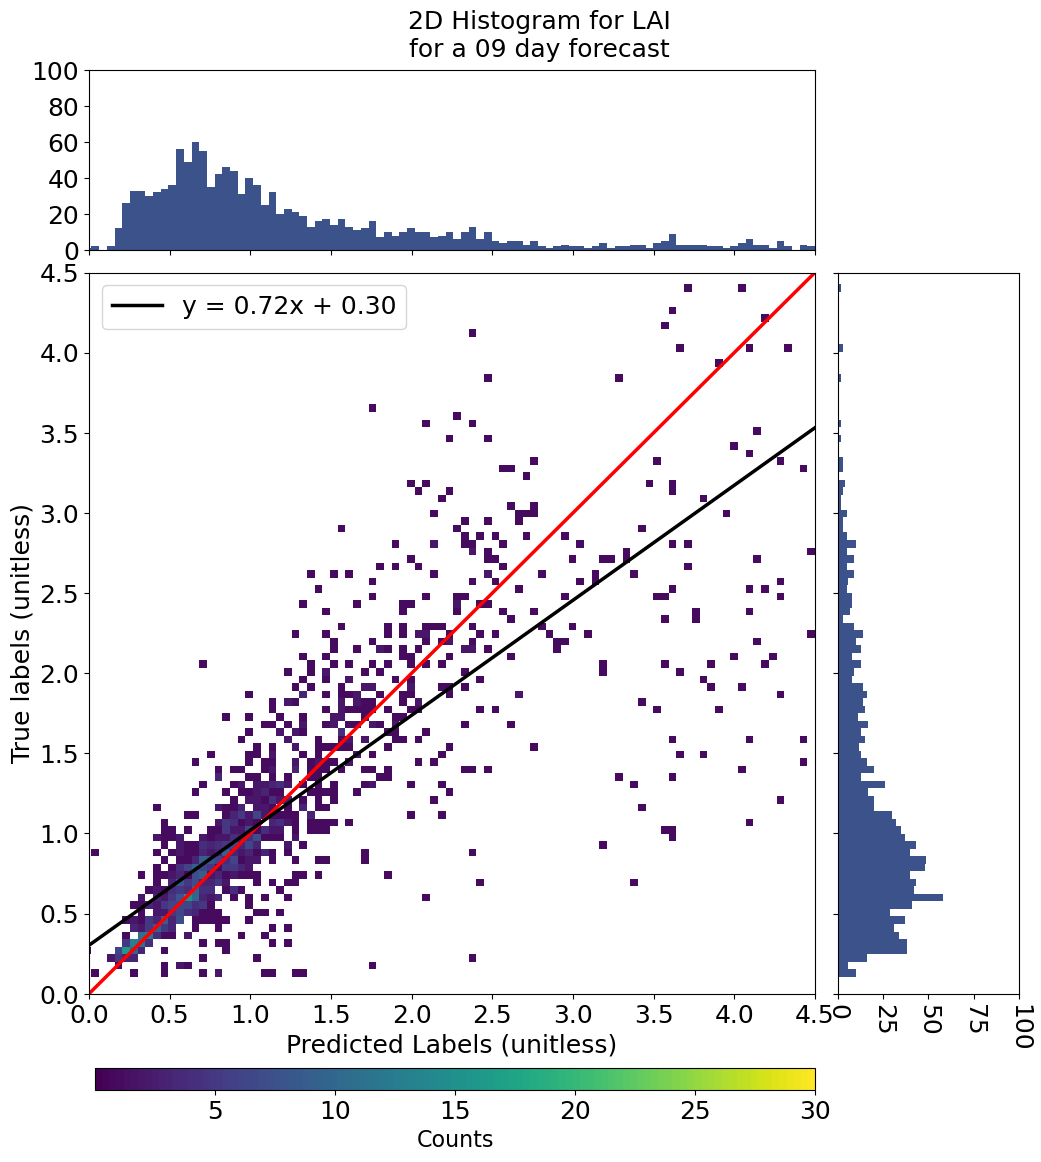 2D Histogram for LAI
for a 09 day forecast
100
80
60
40
20
0
4.5
4.0
3.5
3.0
2.5
2.0
1.5
1.0
0.5
0.0
True labels (unitless)
y = 0.72x + 0.30
0.0 0.5 1.0 1.5 2.0 2.5 3.0 3.5 4.0 4.5
Predicted Labels (unitless)
0 25 50 75 100
5 10 15 20 25 30
Counts